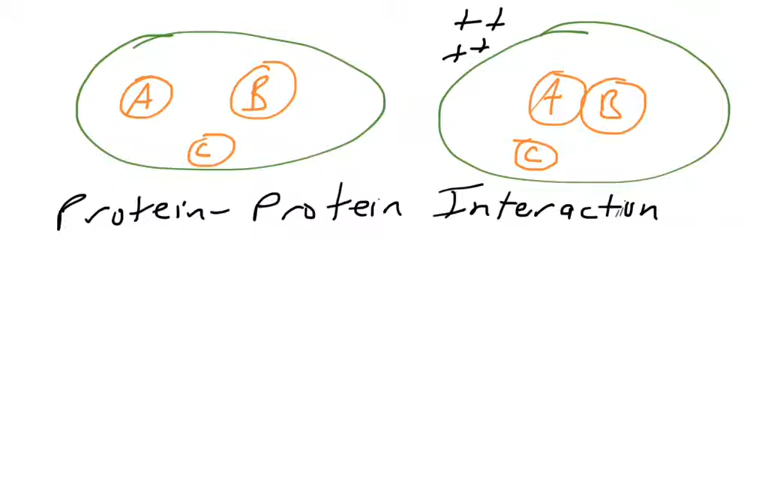 ++
++
A B A B
C C
Protein- Protein Interaction